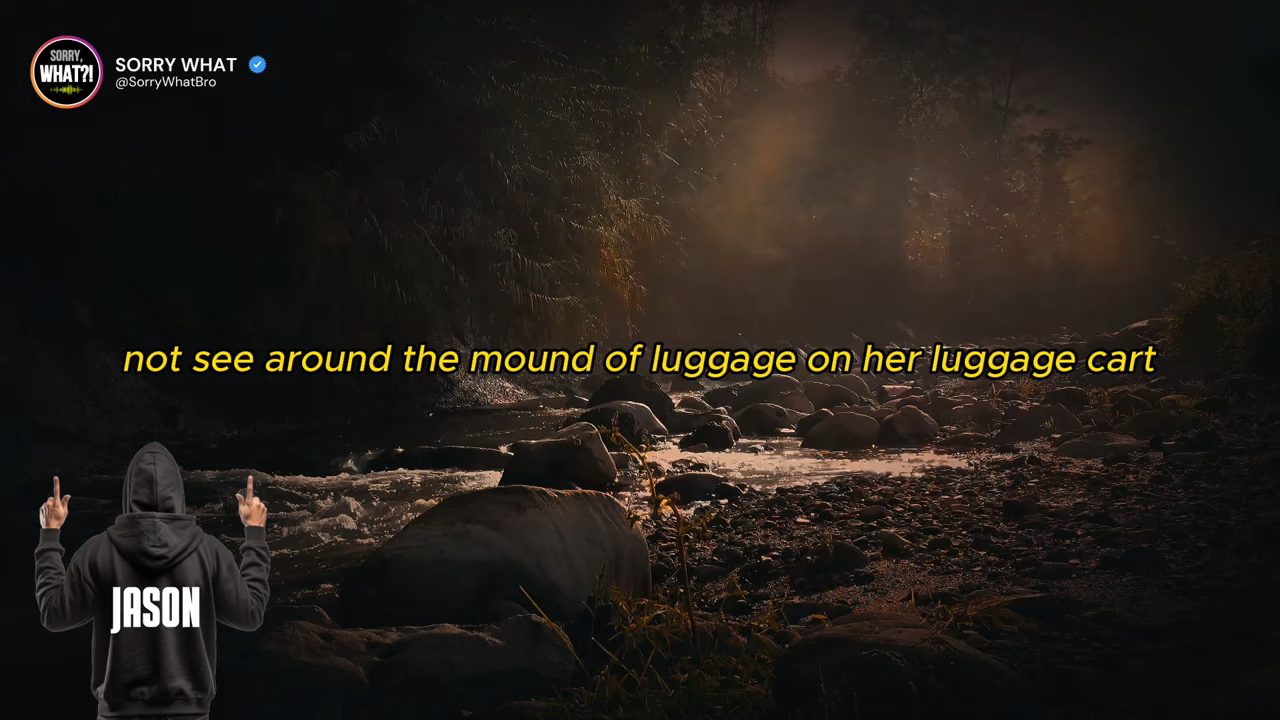 SORRY,
WHAT?!
SORRY WHAT
@SorryWhatBro
not see around the mound of luggage on her luggage cart
JASON